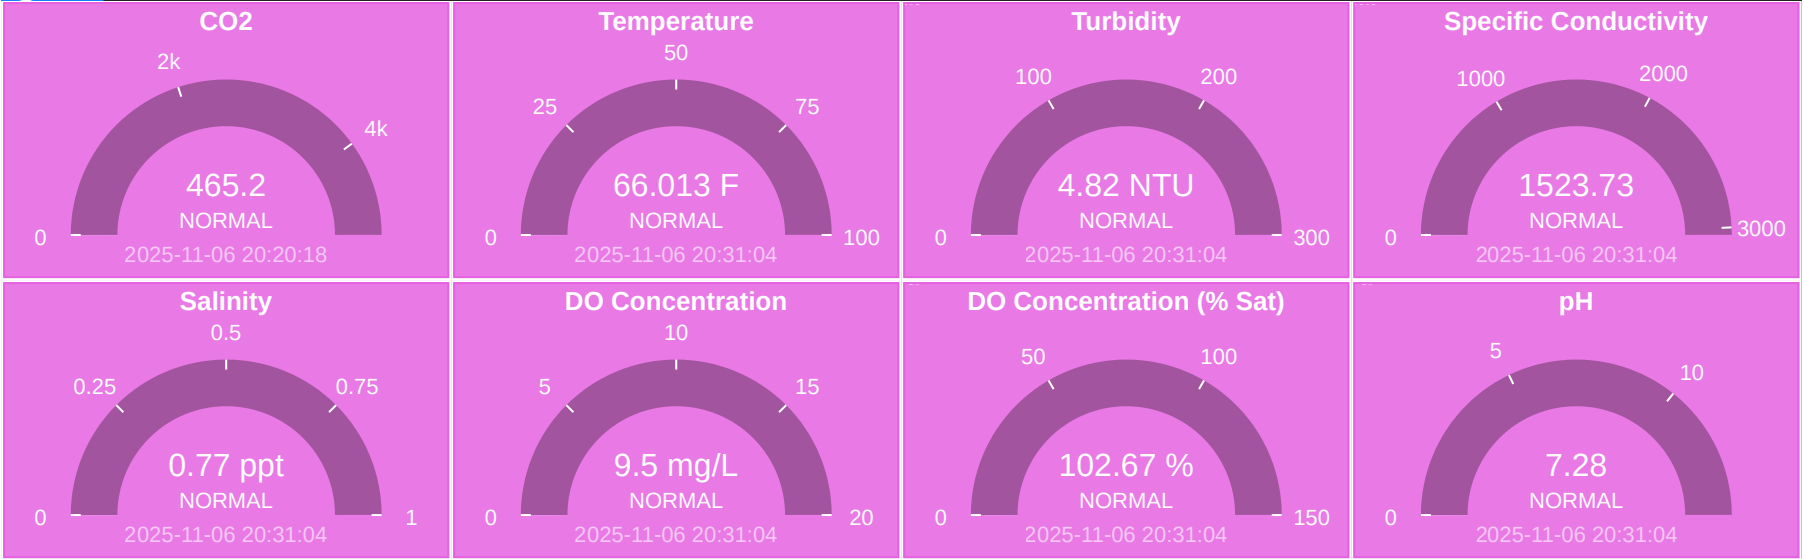 CO2
2k
4k
0
465.2
NORMAL
2025-11-06 20:20:18
Temperature
50
25
75
0
100
66.013 F
NORMAL
2025-11-06 20:31:04
Turbidity
100
200
0
300
4.82 NTU
NORMAL
2025-11-06 20:31:04
Specific Conductivity
1000
2000
0
3000
1523.73
NORMAL
2025-11-06 20:31:04
Salinity
0.5
0.25
0.75
0
1
0.77 ppt
NORMAL
2025-11-06 20:31:04
DO Concentration
10
5
15
0
20
9.5 mg/L
NORMAL
2025-11-06 20:31:04
DO Concentration (% Sat)
50
100
0
150
102.67 %
NORMAL
2025-11-06 20:31:04
pH
5
10
0
7.28
NORMAL
2025-11-06 20:31:04